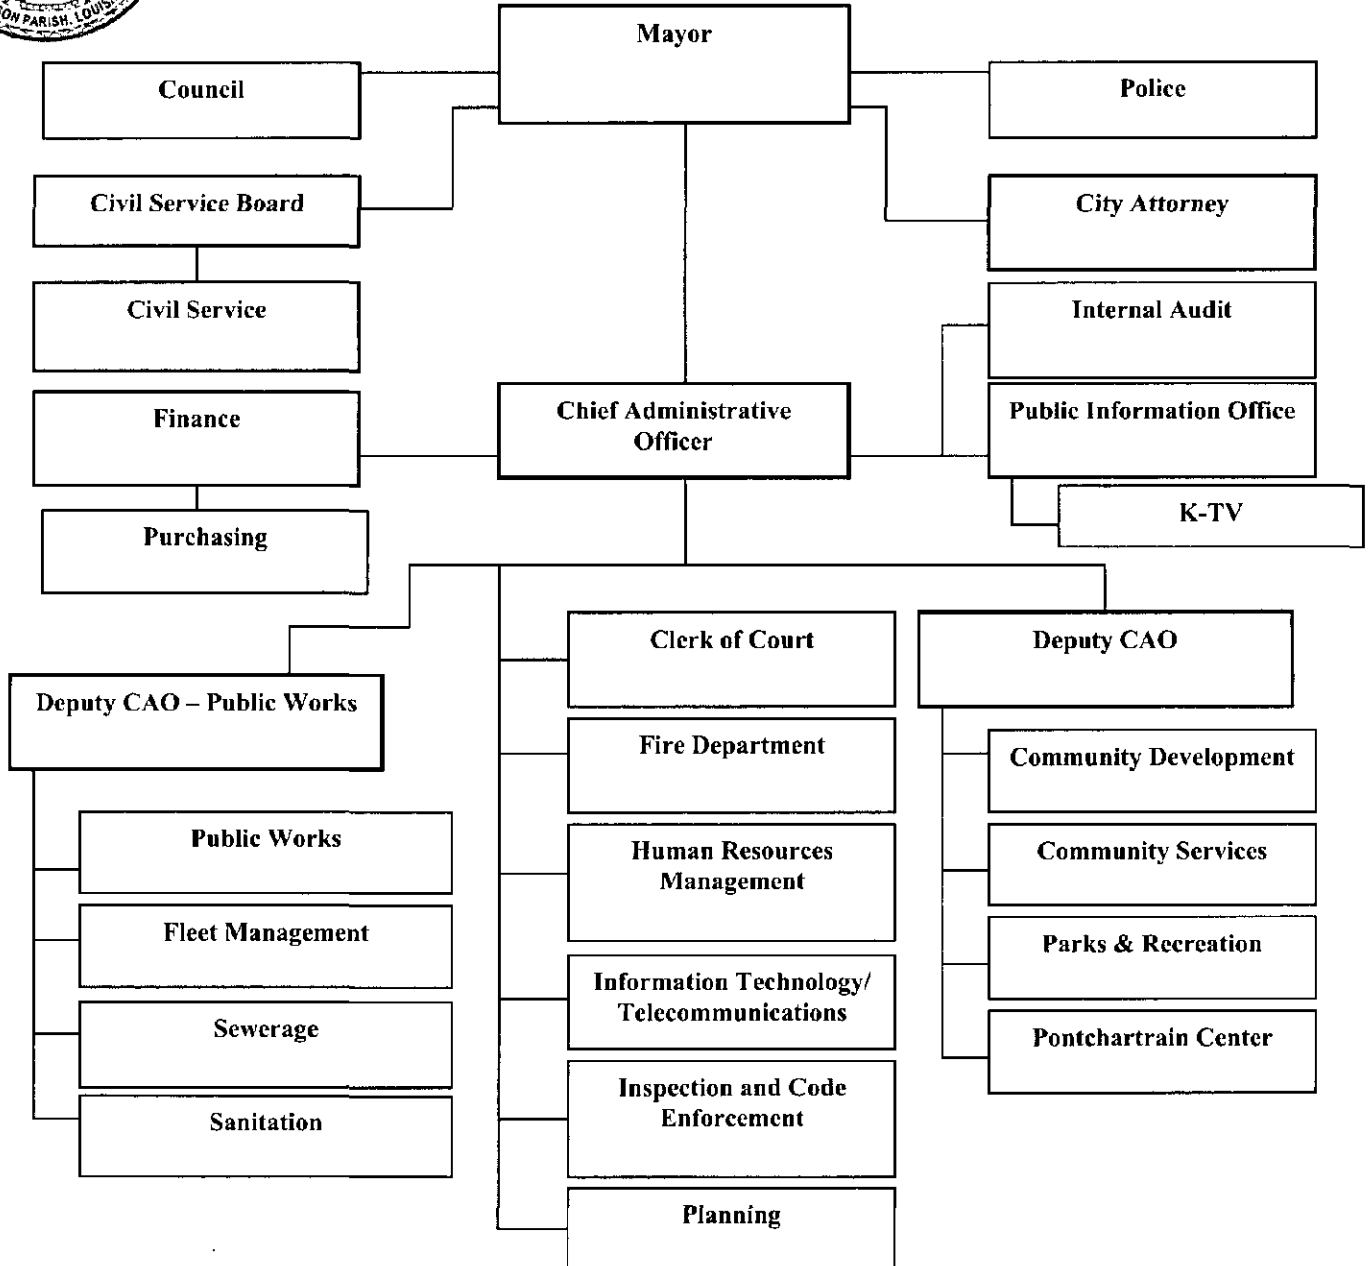 ON PARISH, LOUIS
Mayor
Council
Police
Civil Service Board
City Attorney
Civil Service
Internal Audit
Finance
Chief Administrative
Officer
Public Information Office
Purchasing
K-TV
Clerk of Court
Deputy CAO
Deputy CAO – Public Works
Fire Department
Community Development
Public Works
Human Resources
Management
Community Services
Fleet Management
Information Technology/
Telecommunications
Parks & Recreation
Sewerage
Pontchartrain Center
Inspection and Code
Enforcement
Sanitation
Planning